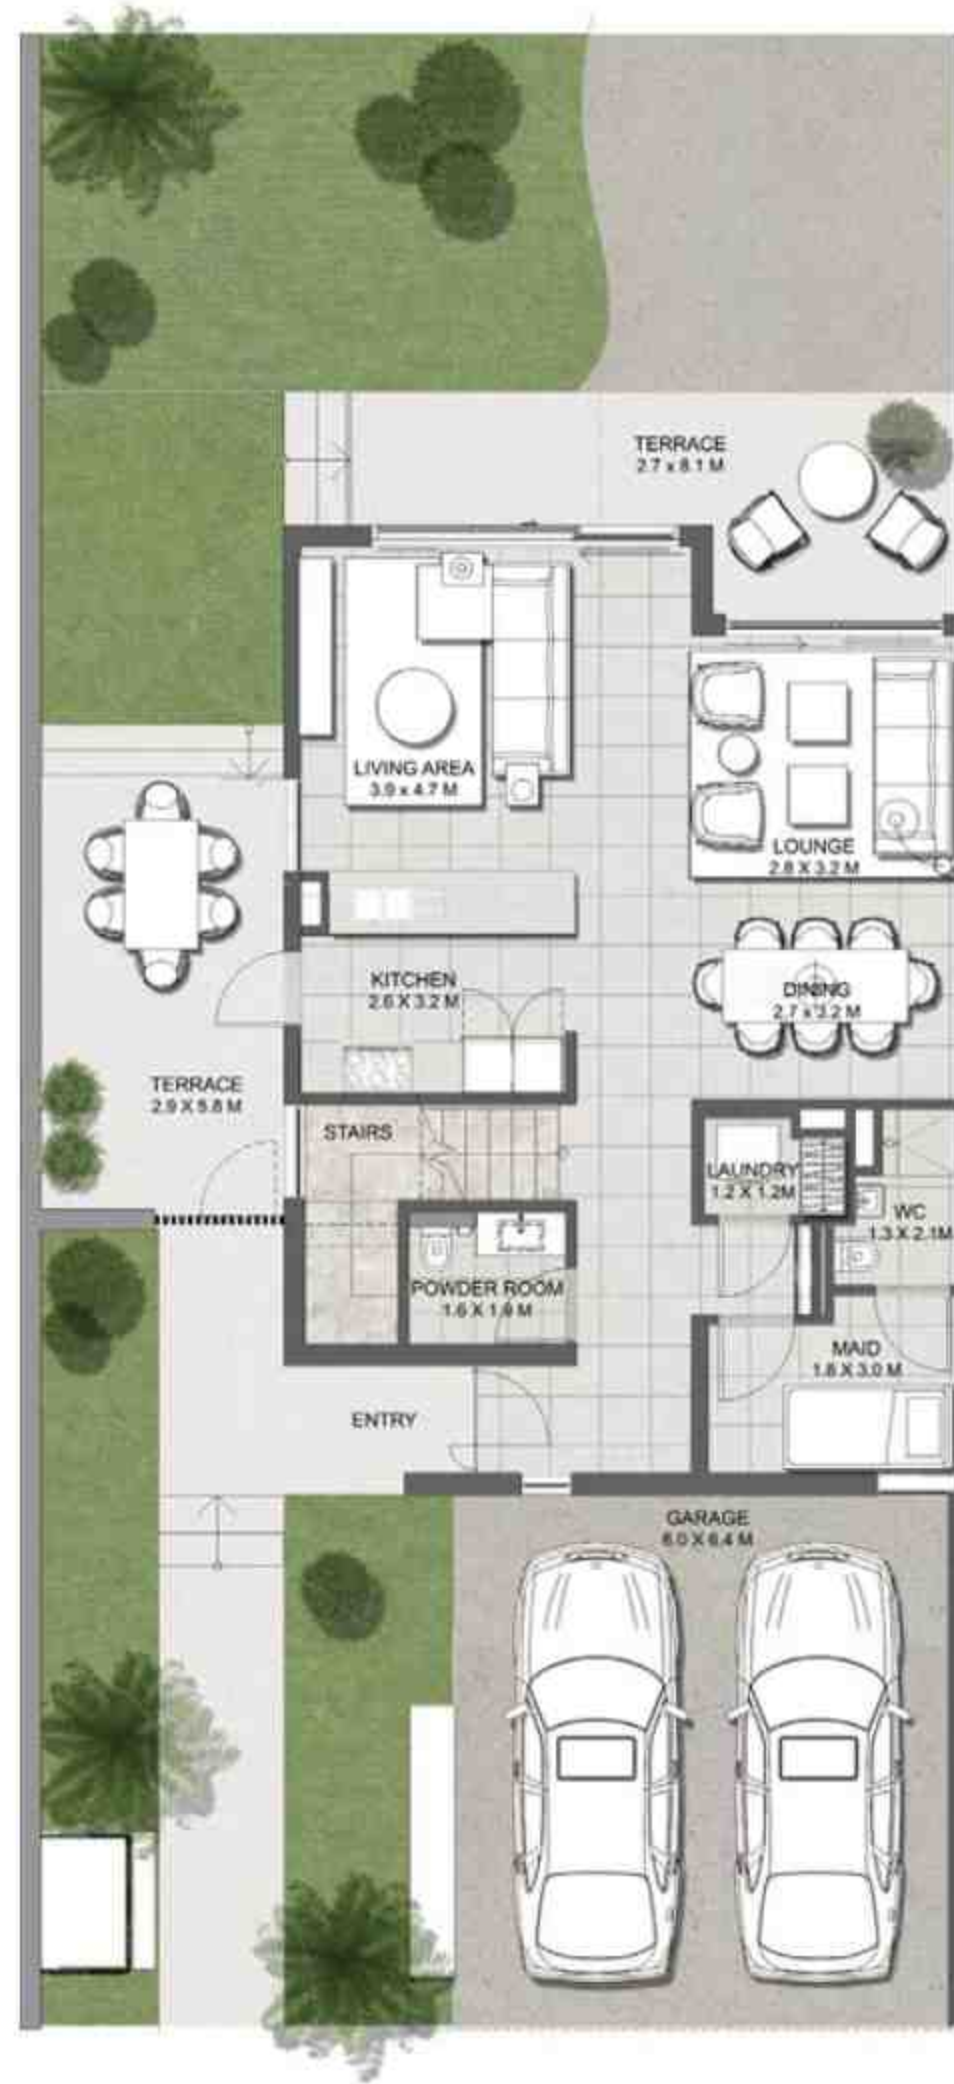 TERRACE
2.7 x 8.1 M
LIVING AREA
3.9 x 4.7 M
LOUNGE
2.8 X 3.2 M
KITCHEN
2.6 X 3.2 M
DINING
2.7 x 3.2 M
TERRACE
2.9 X 5.8 M
STAIRS
LAUNDRY
1.2 X 1.2M
WC
1.3 X 2.1M
POWDER ROOM
1.6 X 1.9 M
MAID
1.8 X 3.0 M
ENTRY
GARAGE
6.0 X 6.4 M